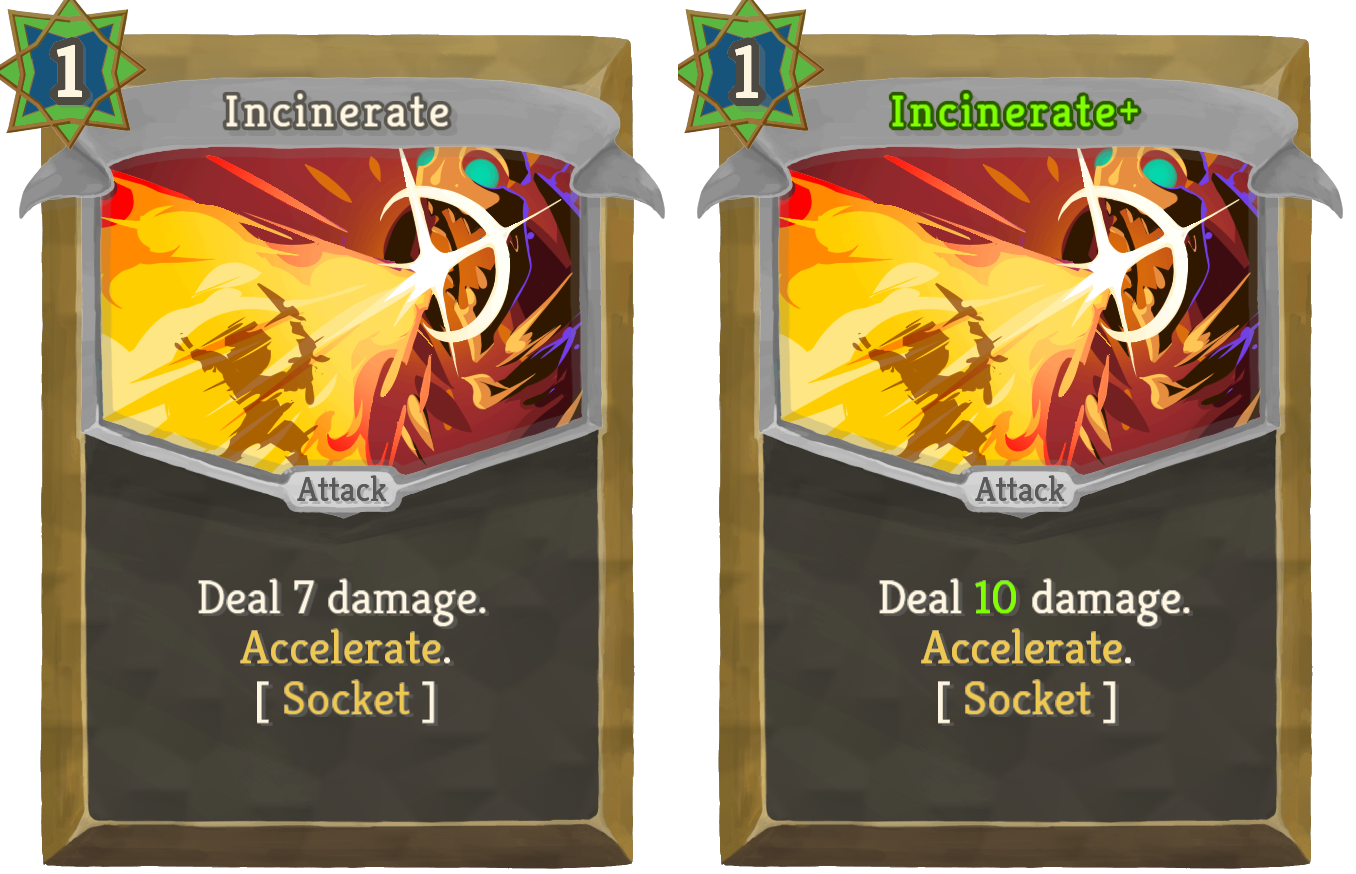 1
Incinerate
Attack
Deal 7 damage.
Accelerate.
[ Socket ]
1
Incinerate+
Attack
Deal 10 damage.
Accelerate.
[ Socket ]